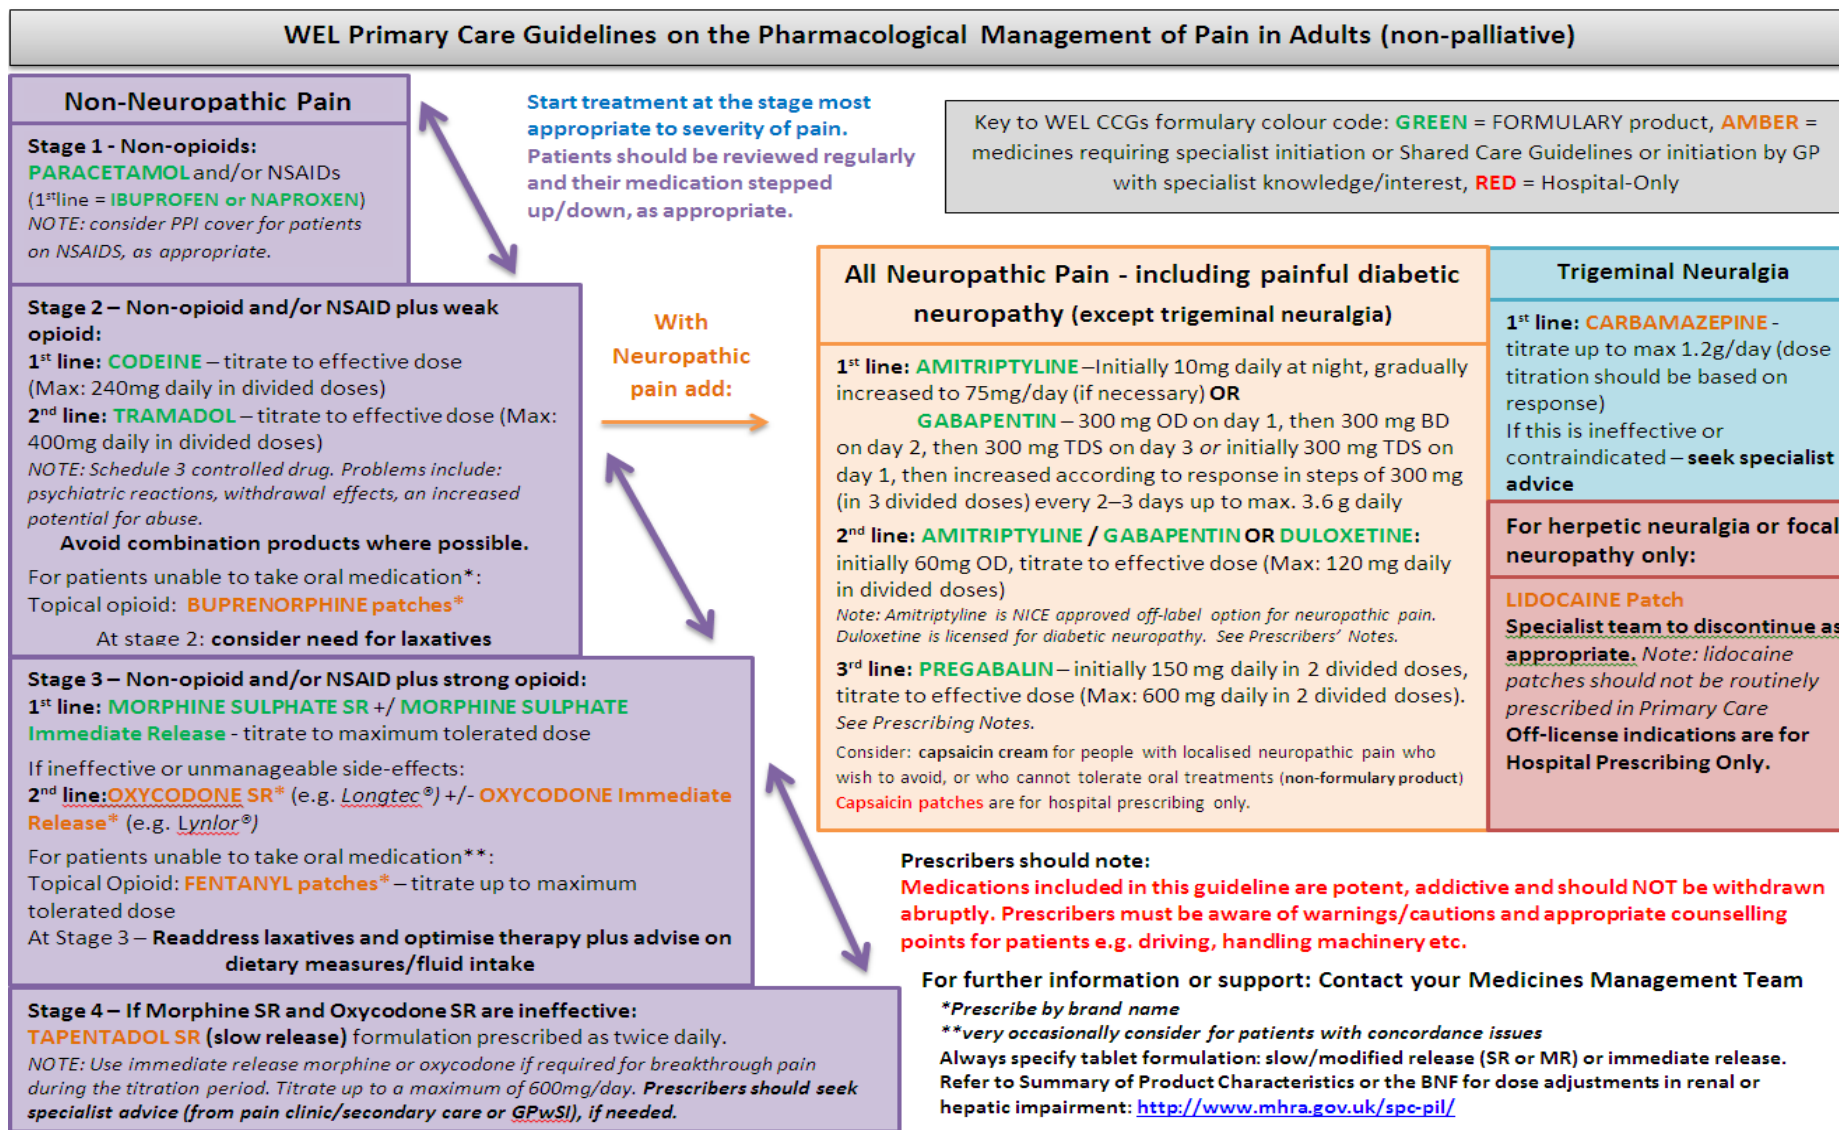 WEL Primary Care Guidelines on the Pharmacological Management of Pain in Adults (non-palliative)
Non-Neuropathic Pain
Stage 1 - Non-opioids:
PARACETAMOL and/or NSAIDs
(1st line = IBUPROFEN or NAPROXEN)
NOTE: consider PPI cover for patients
on NSAIDS, as appropriate.
Start treatment at the stage most
appropriate to severity of pain.
Patients should be reviewed regularly
and their medication stepped
up/down, as appropriate.
Key to WEL CCGs formulary colour code: GREEN = FORMULARY product, AMBER =
medicines requiring specialist initiation or Shared Care Guidelines or initiation by GP
with specialist knowledge/interest, RED = Hospital-Only
Stage 2 – Non-opioid and/or NSAID plus weak
opioid:
1st line: CODEINE – titrate to effective dose
(Max: 240mg daily in divided doses)
2nd line: TRAMADOL – titrate to effective dose (Max:
400mg daily in divided doses)
NOTE: Schedule 3 controlled drug. Problems include:
psychiatric reactions, withdrawal effects, an increased
potential for abuse.
Avoid combination products where possible.
For patients unable to take oral medication*:
Topical opioid: BUPRENORPHINE patches*
At stage 2: consider need for laxatives
With
Neuropathic
pain add:
Stage 3 – Non-opioid and/or NSAID plus strong opioid:
1st line: MORPHINE SULPHATE SR +/ MORPHINE SULPHATE
Immediate Release - titrate to maximum tolerated dose
If ineffective or unmanageable side-effects:
2nd line:OXYCODONE SR* (e.g. Longtec®) +/- OXYCODONE Immediate
Release* (e.g. Lynlor®)
For patients unable to take oral medication**:
Topical Opioid: FENTANYL patches* – titrate up to maximum
tolerated dose
At Stage 3 – Readdress laxatives and optimise therapy plus advise on
dietary measures/fluid intake
Stage 4 – If Morphine SR and Oxycodone SR are ineffective:
TAPENTADOL SR (slow release) formulation prescribed as twice daily.
NOTE: Use immediate release morphine or oxycodone if required for breakthrough pain
during the titration period. Titrate up to a maximum of 600mg/day. Prescribers should seek
specialist advice (from pain clinic/secondary care or GPwSI), if needed.
All Neuropathic Pain - including painful diabetic
neuropathy (except trigeminal neuralgia)
1st line: AMITRIPTYLINE –Initially 10mg daily at night, gradually
increased to 75mg/day (if necessary) OR
GABAPENTIN – 300 mg OD on day 1, then 300 mg BD
on day 2, then 300 mg TDS on day 3 or initially 300 mg TDS on
day 1, then increased according to response in steps of 300 mg
(in 3 divided doses) every 2–3 days up to max. 3.6 g daily
2nd line: AMITRIPTYLINE / GABAPENTIN OR DULOXETINE:
initially 60mg OD, titrate to effective dose (Max: 120 mg daily
in divided doses)
Note: Amitriptyline is NICE approved off-label option for neuropathic pain.
Duloxetine is licensed for diabetic neuropathy. See Prescribers' Notes.
3rd line: PREGABALIN – initially 150 mg daily in 2 divided doses,
titrate to effective dose (Max: 600 mg daily in 2 divided doses).
See Prescribing Notes.
Consider: capsaicin cream for people with localised neuropathic pain who
wish to avoid, or who cannot tolerate oral treatments (non-formulary product)
Capsaicin patches are for hospital prescribing only.
Trigeminal Neuralgia
1st line: CARBAMAZEPINE -
titrate up to max 1.2g/day (dose
titration should be based on
response)
If this is ineffective or
contraindicated – seek specialist
advice
For herpetic neuralgia or focal
neuropathy only:
LIDOCAINE Patch
Specialist team to discontinue as
appropriate. Note: lidocaine
patches should not be routinely
prescribed in Primary Care
Off-license indications are for
Hospital Prescribing Only.
Prescribers should note:
Medications included in this guideline are potent, addictive and should NOT be withdrawn
abruptly. Prescribers must be aware of warnings/cautions and appropriate counselling
points for patients e.g. driving, handling machinery etc.
For further information or support: Contact your Medicines Management Team
*Prescribe by brand name
**very occasionally consider for patients with concordance issues
Always specify tablet formulation: slow/modified release (SR or MR) or immediate release.
Refer to Summary of Product Characteristics or the BNF for dose adjustments in renal or
hepatic impairment: http://www.mhra.gov.uk/spc-pil/